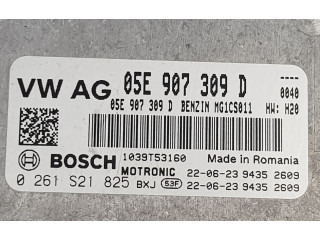 ----
VW AG 05E 907 309 D 0040
05E 907 309 D BENZIN MG1CS011 HW: H20
BOSCH 1039T53160 Made in Romania
MOTRONIC 22-06-23 9435 2609
0 261 S21 825 BXJ 53F 22-06-23 9435 2609